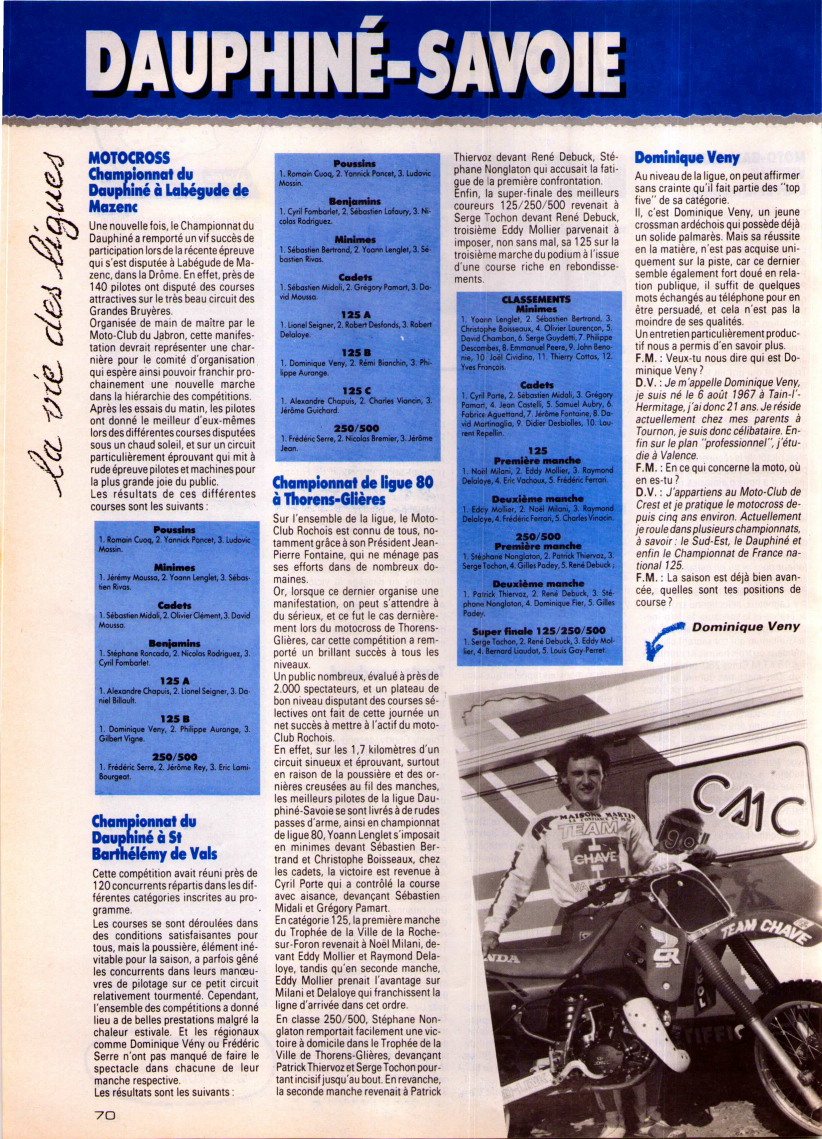 DAUPHINÉ-SAVOIE
la vie des ligues
MOTOCROSS
Championnat du
Dauphiné à Labégude de
Mazenc
Une nouvelle fois, le Championnat du
Dauphiné a remporté un vif succès de
participation lors de la récente épreuve
qui s'est disputée à Labégude de Ma-
zenc, dans la Drôme. En effet, près de
140 pilotes ont disputé des courses
attractives sur le très beau circuit des
Grandes Bruyères.
Organisée de main de maître par le
Moto-Club du Jabron, cette manifes-
tation devrait représenter une char-
nière pour le comité d'organisation
qui espère ainsi pouvoir franchir pro-
chainement une nouvelle marche
dans la hiérarchie des compétitions.
Après les essais du matin, les pilotes
ont donné le meilleur d'eux-mêmes
lors des différentes courses disputées
sous un chaud soleil, et sur un circuit
particulièrement éprouvant qui mit à
rude épreuve pilotes et machines pour
la plus grande joie du public.
Les résultats de ces différentes
courses sont les suivants :
Poussins
1. Romain Cuoq, 2. Yannick Poncet, 3. Ludovic
Mossin.
Minimes
1. Jérémy Moussa, 2. Yoann Lenglet, 3. Sébas-
tien Rivas.
Cadets
1. Sébastien Midali, 2. Olivier Clément, 3. David
Moussa.
Benjamins
1. Stéphane Roncada, 2. Nicolas Rodriguez, 3.
Cyril Fombarlet.
125 A
1. Alexandre Chapuis, 2. Lionel Seigner, 3. Da-
niel Billault.
125 B
1. Dominique Veny, 2. Philippe Aurange, 3.
Gilbert Vigne.
250/500
1. Frédéric Serre, 2. Jérôme Rey, 3. Eric Lami-
Bourgeat.
Championnat du
Dauphiné à St
Barthélémy de Vals
Cette compétition avait réuni près de
120 concurrents répartis dans les dif-
férentes catégories inscrites au pro-
gramme.
Les courses se sont déroulées dans
des conditions satisfaisantes pour
tous, mais la poussière, élément iné-
vitable pour la saison, a parfois gêné
les concurrents dans leurs manœu-
vres de pilotage sur ce petit circuit
relativement tourmenté. Cependant,
l'ensemble des compétitions a donné
lieu a de belles prestations malgré la
chaleur estivale. Et les régionaux
comme Dominique Vény ou Frédéric
Serre n'ont pas manqué de faire le
spectacle dans chacune de leur
manche respective.
Les résultats sont les suivants :
70
Poussins
1. Romain Cuoq, 2. Yannick Poncet, 3. Ludovic
Mossin.
Benjamins
1. Cyril Fombarlet, 2. Sébastien Lafaury, 3. Ni-
colas Rodriguez.
Minimes
1. Sébastien Bertrand, 2. Yoann Lenglet, 3. Sé-
bastien Rivas.
Cadets
1. Sébastien Midali, 2. Grégory Pamart, 3. Da-
vid Moussa.
125 A
1. Lionel Seigner, 2. Robert Desfonds, 3. Robert
Delaloye.
125 B
1. Dominique Veny, 2. Rémi Bianchin, 3. Phi-
lippe Aurange.
125 C
1. Alexandre Chapuis, 2. Charles Viancin, 3.
Jérôme Guichard.
250/500
1. Frédéric Serre, 2. Nicolas Bremier, 3. Jérôme
Jean.
Championnat de ligue 80
à Thorens-Glières
Sur l'ensemble de la ligue, le Moto-
Club Rochois est connu de tous, no-
tamment grâce à son Président Jean-
Pierre Fontaine, qui ne ménage pas
ses efforts dans de nombreux do-
maines.
Or, lorsque ce dernier organise une
manifestation, on peut s'attendre à
du sérieux, et ce fut le cas dernière-
ment lors du motocross de Thorens-
Glières, car cette compétition a rem-
porté un brillant succès à tous les
niveaux.
Un public nombreux, évalué à près de
2.000 spectateurs, et un plateau de
bon niveau disputant des courses sé-
lectives ont fait de cette journée un
net succès à mettre à l'actif du moto-
Club Rochois.
En effet, sur les 1,7 kilomètres d'un
circuit sinueux et éprouvant, surtout
en raison de la poussière et des or-
nières creusées au fil des manches,
les meilleurs pilotes de la ligue Dau-
phiné-Savoie se sont livrés à de rudes
passes d'arme, ainsi en championnat
de ligue 80, Yoann Lenglet s'imposait
en minimes devant Sébastien Ber-
trand et Christophe Boisseaux, chez
les cadets, la victoire est revenue à
Cyril Porte qui a contrôlé la course
avec aisance, devançant Sébastien
Midali et Grégory Pamart.
En catégorie 125, la première manche
du Trophée de la Ville de la Roche-
sur-Foron revenait à Noël Milani, de-
vant Eddy Mollier et Raymond Dela-
loye, tandis qu'en seconde manche,
Eddy Mollier prenait l'avantage sur
Milani et Delaloye qui franchissent la
ligne d'arrivée dans cet ordre.
En classe 250/500, Stéphane Non-
glaton remportait facilement une vic-
toire à domicile dans le Trophée de la
Ville de Thorens-Glières, devançant
Patrick Thiervoz et Serge Tochon pour-
tant incisif jusqu'au bout. En revanche,
la seconde manche revenait à Patrick
Thiervoz devant René Debuck, Sté-
phane Nonglaton qui accusait la fati-
gue de la première confrontation.
Enfin, la super-finale des meilleurs
coureurs 125/250/500 revenait à
Serge Tochon devant René Debuck,
troisième Eddy Mollier parvenait à
imposer, non sans mal, sa 125 sur la
troisième marche du podium à l'issue
d'une course riche en rebondisse-
ments.
CLASSEMENTS
Minimes
1. Yoann Lenglet, 2. Sébastien Bertrand, 3.
Christophe Boisseaux, 4. Olivier Laurençon, 5.
David Chambon, 6. Serge Guydetti, 7. Philippe
Descombes, 8. Emmanuel Peere, 9. John Beno-
nie, 10. Joël Cividino, 11. Thierry Cottas, 12.
Yves François.
Cadets
1. Cyril Porte, 2. Sébastien Midali, 3. Grégory
Pamart, 4. Jean Castelli, 5. Samuel Aubry, 6.
Fabrice Aguettand, 7. Jérôme Fontaine, 8. Da-
vid Martinoglia, 9. Didier Desbiolles, 10. Lau-
rent Repellin.
125
Première manche
1. Noël Milani, 2. Eddy Mollier, 3. Raymond
Delaloye, 4. Eric Vachoux, 5. Frédéric Ferrari.
Deuxième manche
1. Eddy Mollier, 2. Noël Milani, 3. Raymond
Delaloye, 4. Frédéric Ferrari, 5. Charles Vinacin.
250/500
Première manche
1. Stéphane Nonglaton, 2. Patrick Thiervoz, 3.
Serge Tochon, 4. Gilles Padey, 5. René Debuck ;
Deuxième manche
1. Patrick Thiervoz, 2. René Debuck, 3. Sté-
phane Nonglaton, 4. Dominique Fier, 5. Gilles
Padey.
Super finale 125/250/500
1. Serge Tochon, 2. René Debuck, 3. Eddy Mol-
lier, 4. Bernard Liaudat, 5. Louis Gay-Perret.
Dominique Veny
Au niveau de la ligue, on peut affirmer
sans crainte qu'il fait partie des "top
five" de sa catégorie.
Il, c'est Dominique Veny, un jeune
crossman ardéchois qui possède déjà
un solide palmarès. Mais sa réussite
en la matière, n'est pas acquise uni-
quement sur la piste, car ce dernier
semble également fort doué en rela-
tion publique, il suffit de quelques
mots échangés au téléphone pour en
être persuadé, et cela n'est pas la
moindre de ses qualités.
Un entretien particulièrement produc-
tif nous a permis d'en savoir plus.
F.M. : Veux-tu nous dire qui est Do-
minique Veny ?
D.V. : Je m'appelle Dominique Veny,
je suis né le 6 août 1967 à Tain-l'-
Hermitage, j'ai donc 21 ans. Je réside
actuellement chez mes parents à
Tournon, je suis donc célibataire. En-
fin sur le plan "professionnel", j'étu-
die à Valence.
F.M. : En ce qui concerne la moto, où
en es-tu ?
D.V. : J'appartiens au Moto-Club de
Crest et je pratique le motocross de-
puis cinq ans environ. Actuellement
je roule dans plusieurs championnats,
à savoir : le Sud-Est, le Dauphiné et
enfin le Championnat de France na-
tional 125.
F.M. : La saison est déjà bien avan-
cée, quelles sont tes positions de
course ?
Dominique Veny
CMC
MAISONS MARTIN
TEAM
CHAVE
VA
gol
TEAM CHAVE
NDA
CR